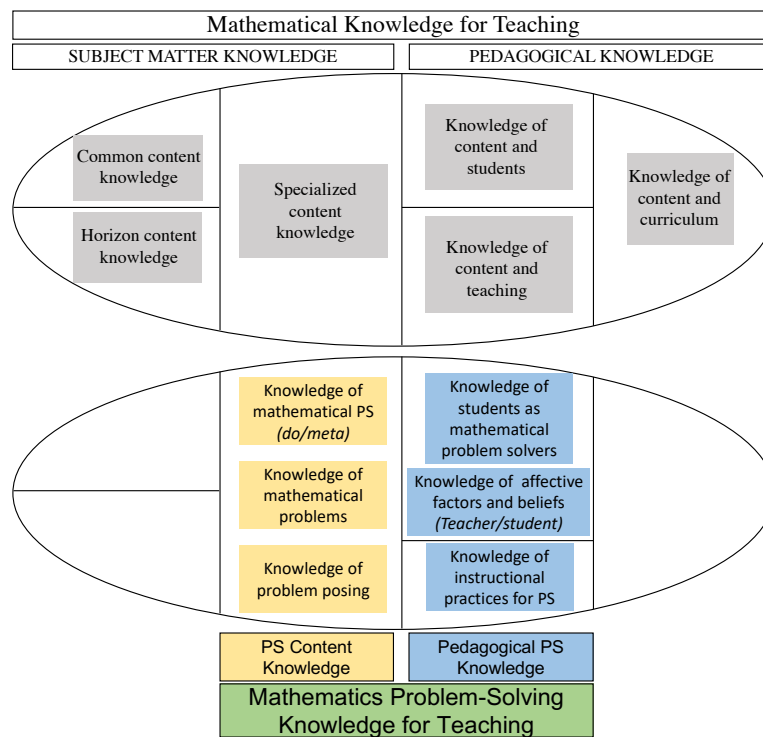 Mathematical Knowledge for Teaching
SUBJECT MATTER KNOWLEDGE
PEDAGOGICAL KNOWLEDGE
Common content
knowledge
Horizon content
knowledge
Specialized
content
knowledge
Knowledge of
content and
students
Knowledge of
content and
teaching
Knowledge of
content and
curriculum
Knowledge of
mathematical PS
(do/meta)
Knowledge of
mathematical
problems
Knowledge of
problem posing
Knowledge of
students as
mathematical
problem solvers
Knowledge of affective
factors and beliefs
(Teacher/student)
Knowledge of
instructional
practices for PS
PS Content
Knowledge
Pedagogical PS
Knowledge
Mathematics Problem-Solving
Knowledge for Teaching